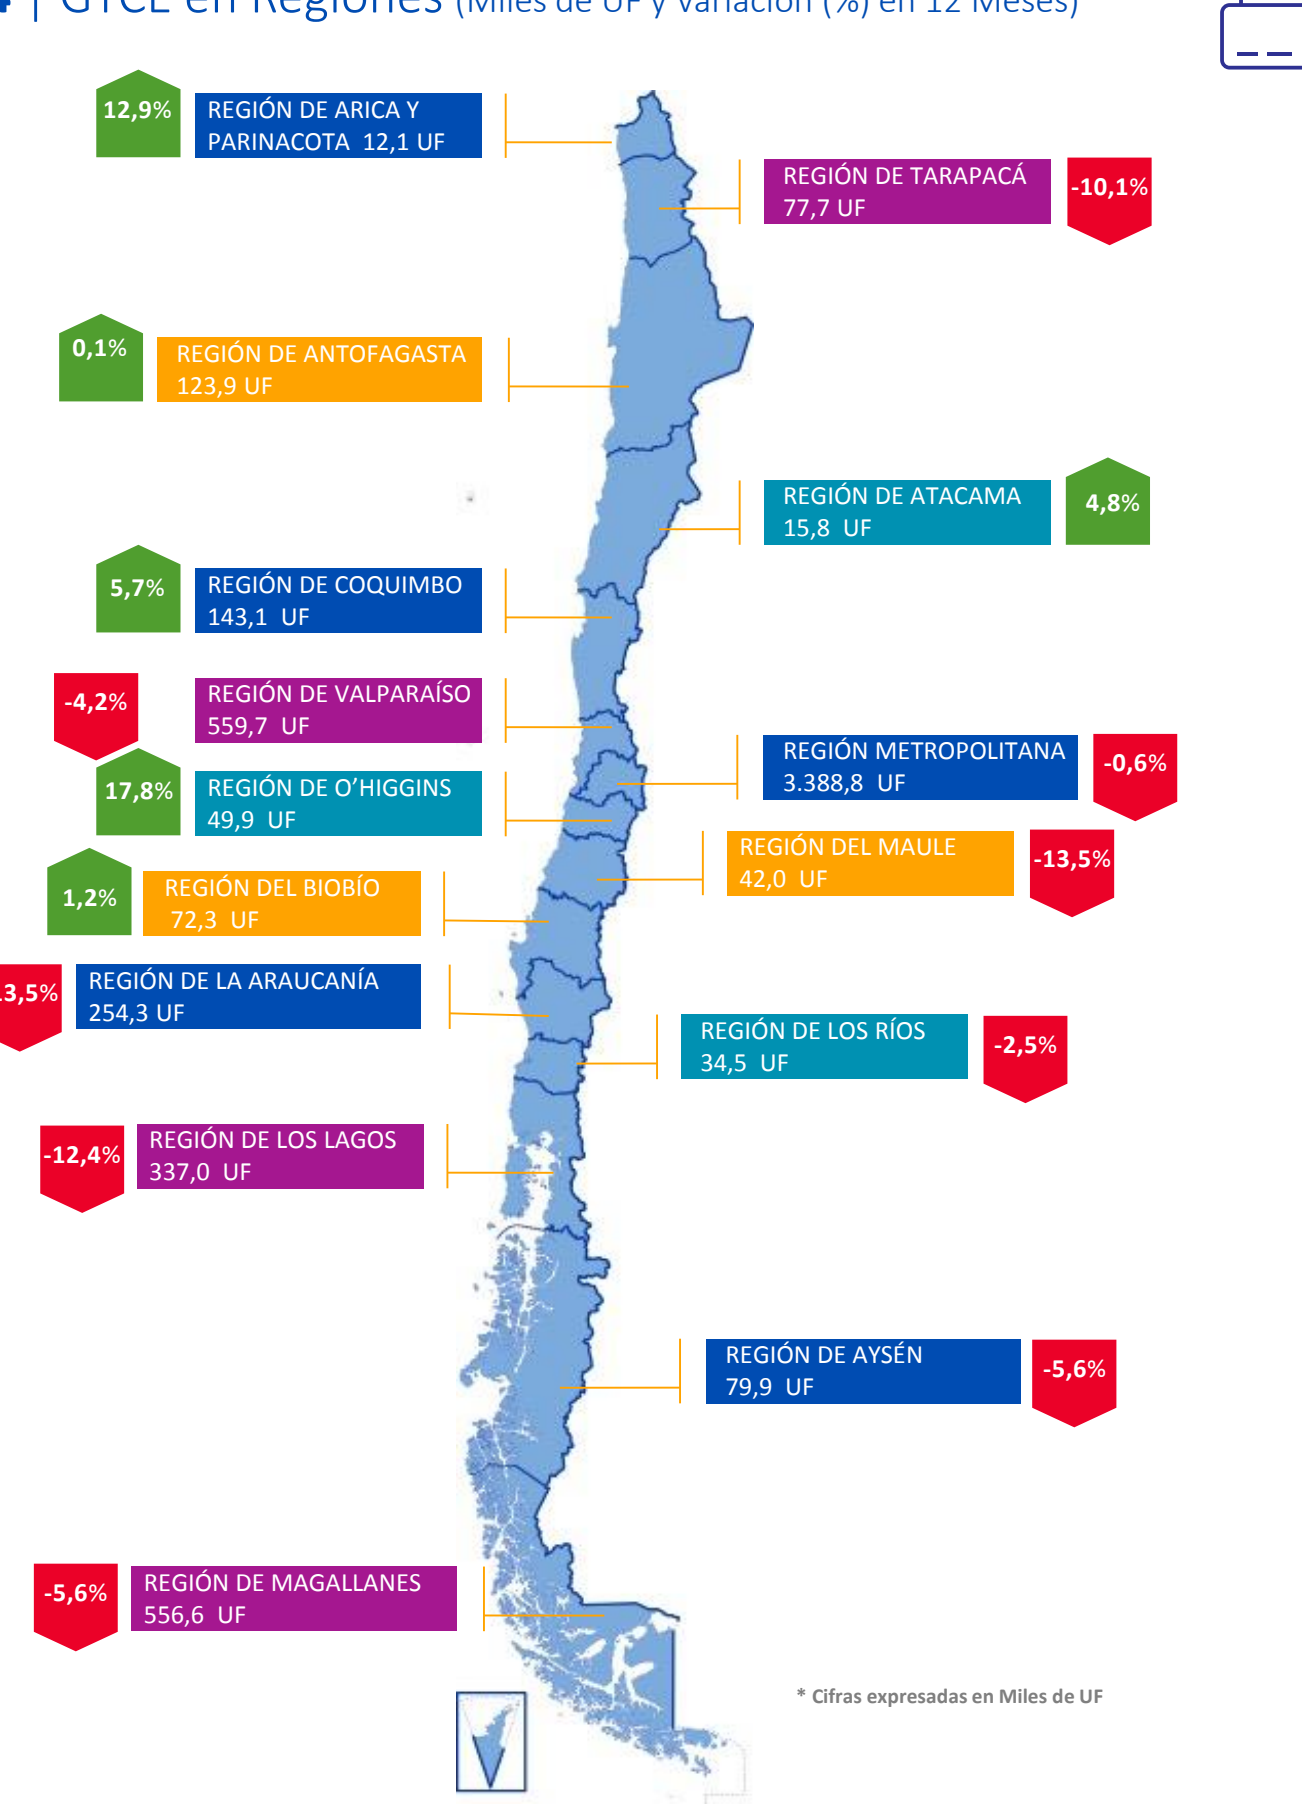 | GTCE en Regiones (Miles de UF y Variación (%) en 12 Meses)
12,9%
REGIÓN DE ARICA Y
PARINACOTA 12,1 UF
REGIÓN DE TARAPACÁ
77,7 UF
-10,1%
0,1%
REGIÓN DE ANTOFAGASTA
123,9 UF
REGIÓN DE ATACAMA
15,8 UF
4,8%
5,7%
REGIÓN DE COQUIMBO
143,1 UF
-4,2%
REGIÓN DE VALPARAÍSO
559,7 UF
REGIÓN METROPOLITANA
3.388,8 UF
-0,6%
17,8%
REGIÓN DE O'HIGGINS
49,9 UF
REGIÓN DEL MAULE
42,0 UF
-13,5%
1,2%
REGIÓN DEL BIOBÍO
72,3 UF
3,5%
REGIÓN DE LA ARAUCANÍA
254,3 UF
REGIÓN DE LOS RÍOS
34,5 UF
-2,5%
-12,4%
REGIÓN DE LOS LAGOS
337,0 UF
REGIÓN DE AYSÉN
79,9 UF
-5,6%
-5,6%
REGIÓN DE MAGALLANES
556,6 UF
* Cifras expresadas en Miles de UF